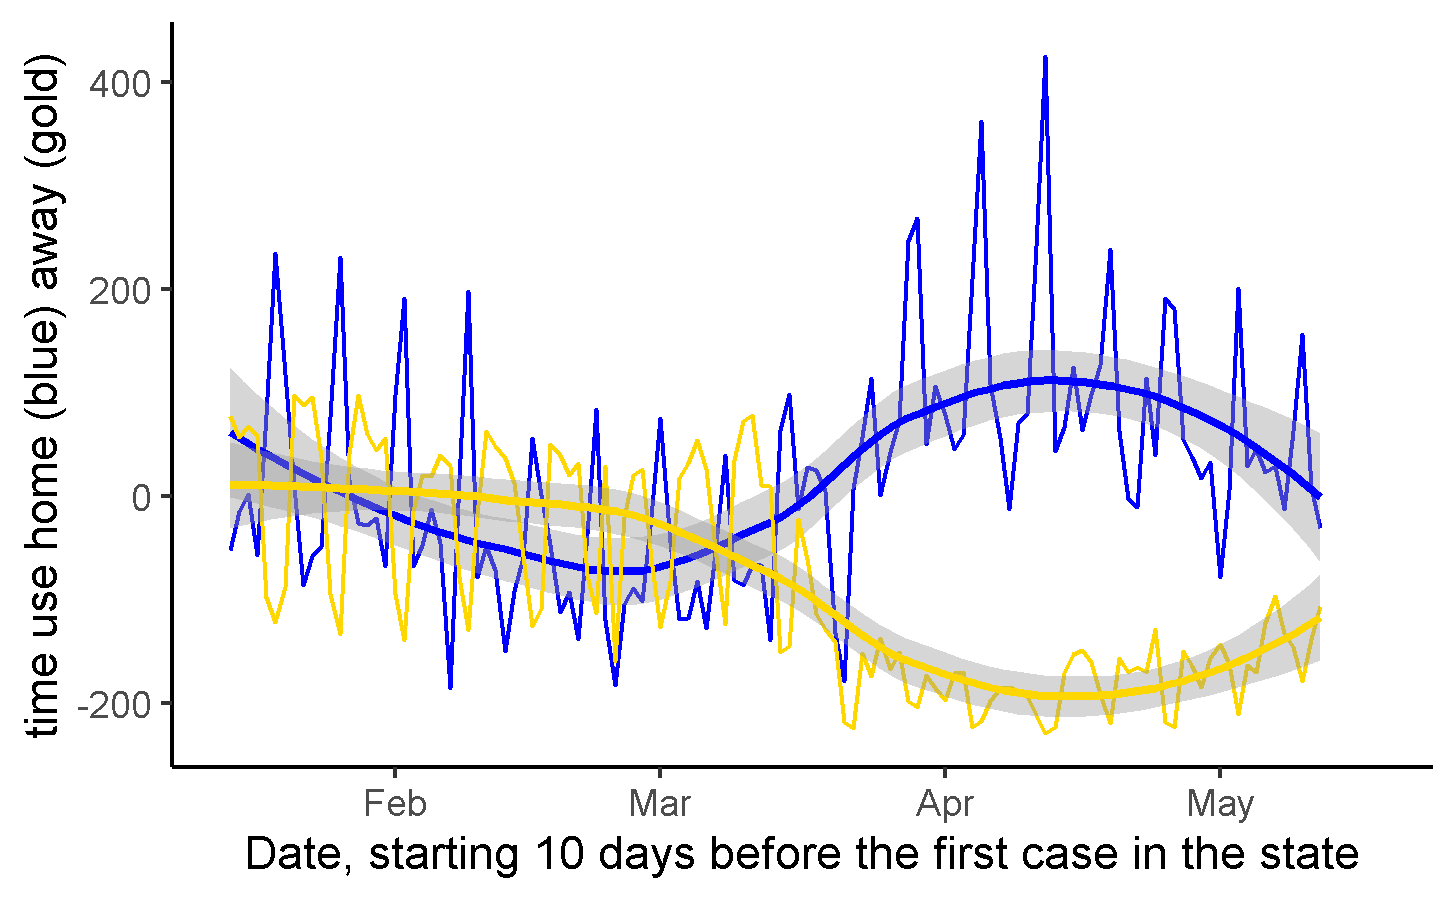 time use home (blue) away (gold)
400
200
0
-200
Feb Mar Apr May
Date, starting 10 days before the first case in the state